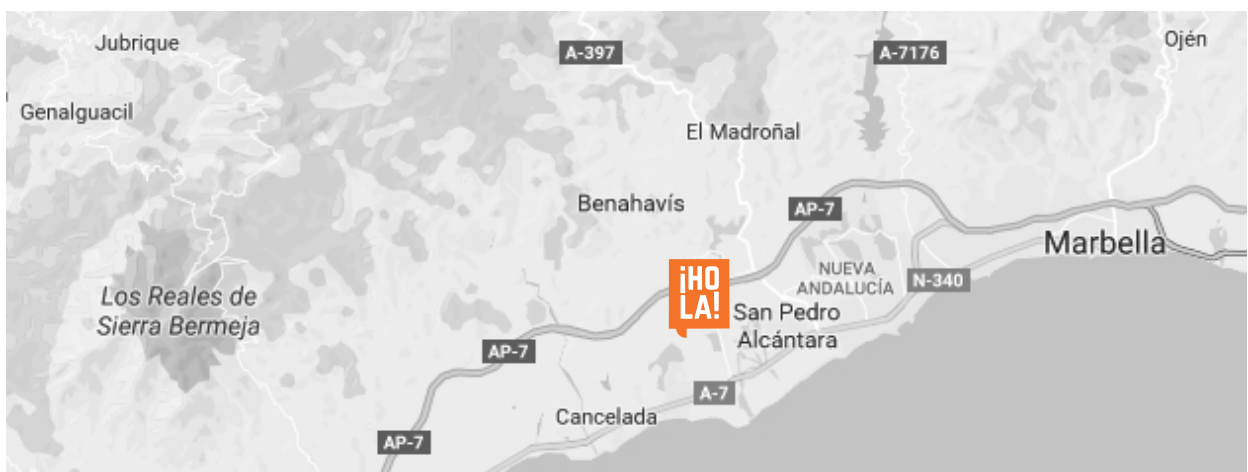 Jubrique
A-397
A-7176
Ojén
Genalguacil
El Madroñal
Benahavís
AP-7
Marbella
¡HO
LA!
NUEVA
ANDALUCÍA
N-340
Los Reales de
Sierra Bermeja
San Pedro
Alcántara
AP-7
A-7
Cancelada
AP-7